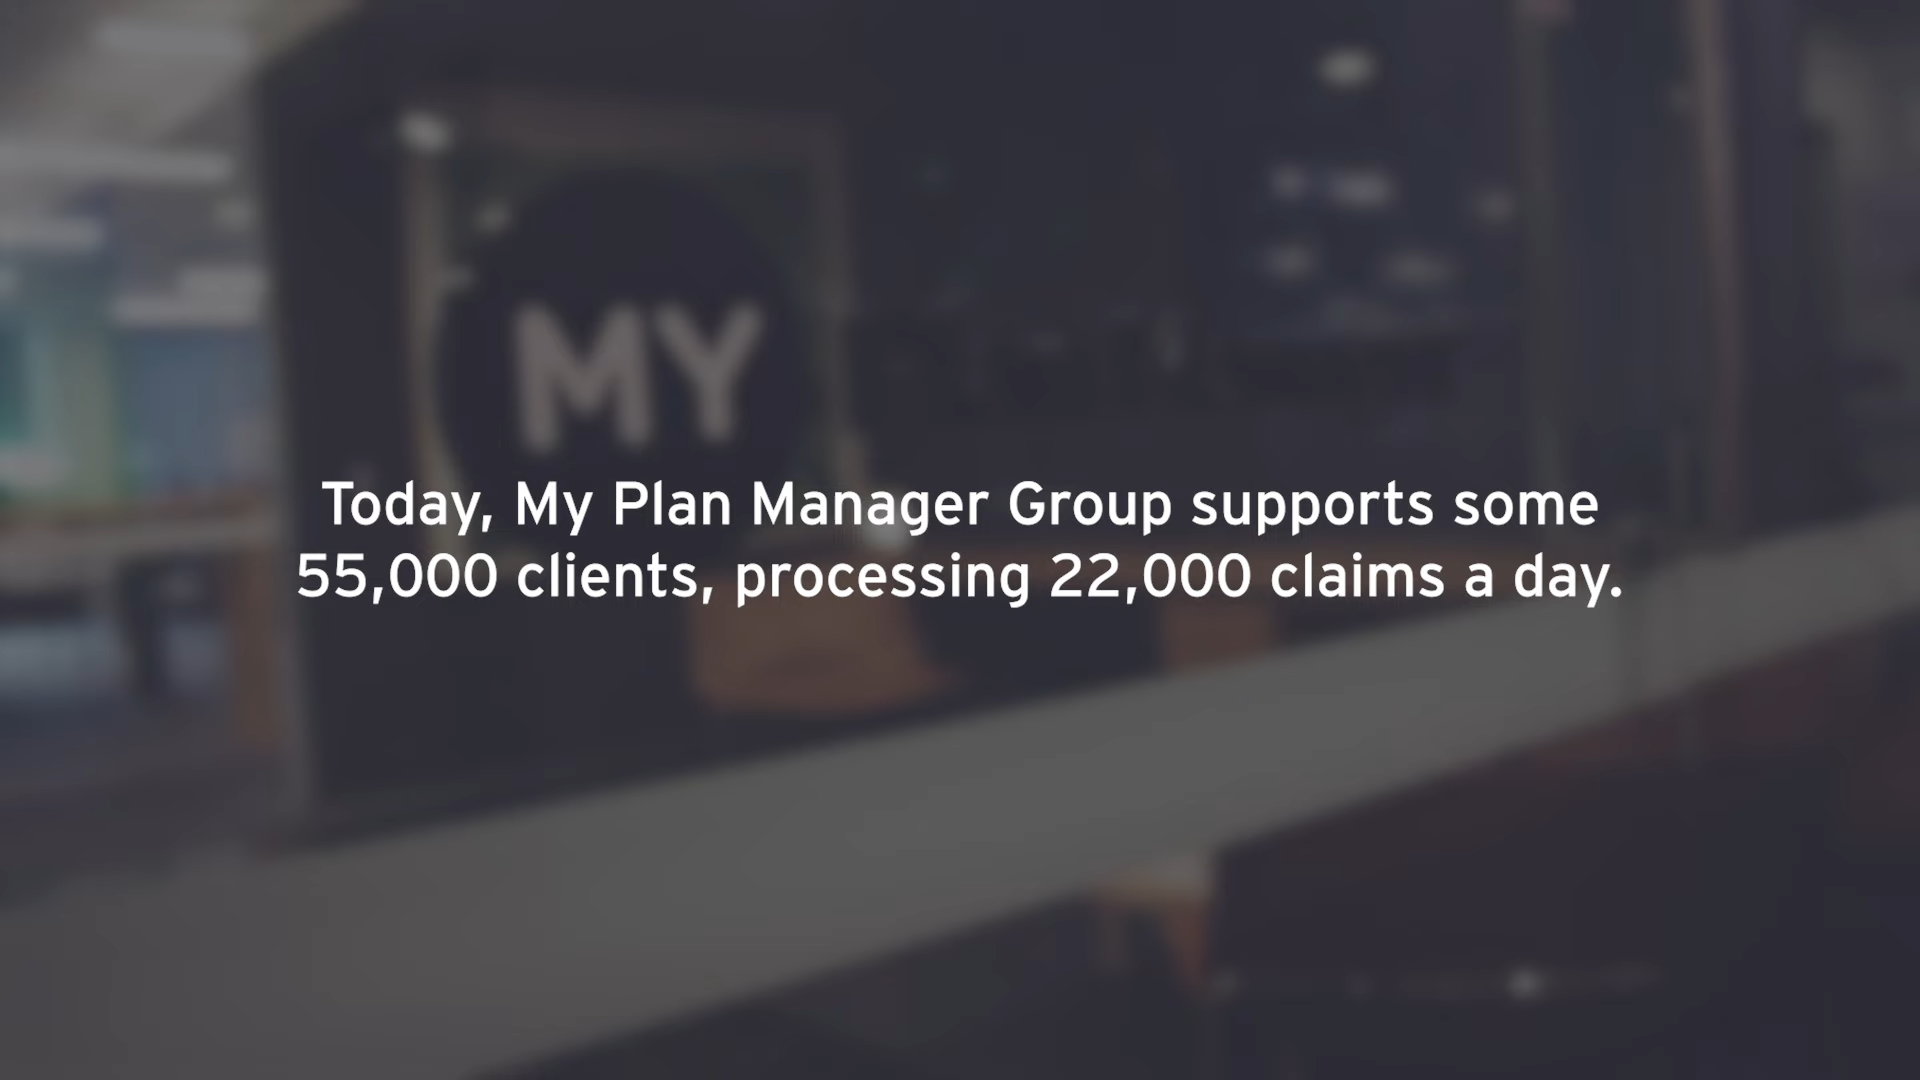 MY
Today, My Plan Manager Group supports some
55,000 clients, processing 22,000 claims a day.